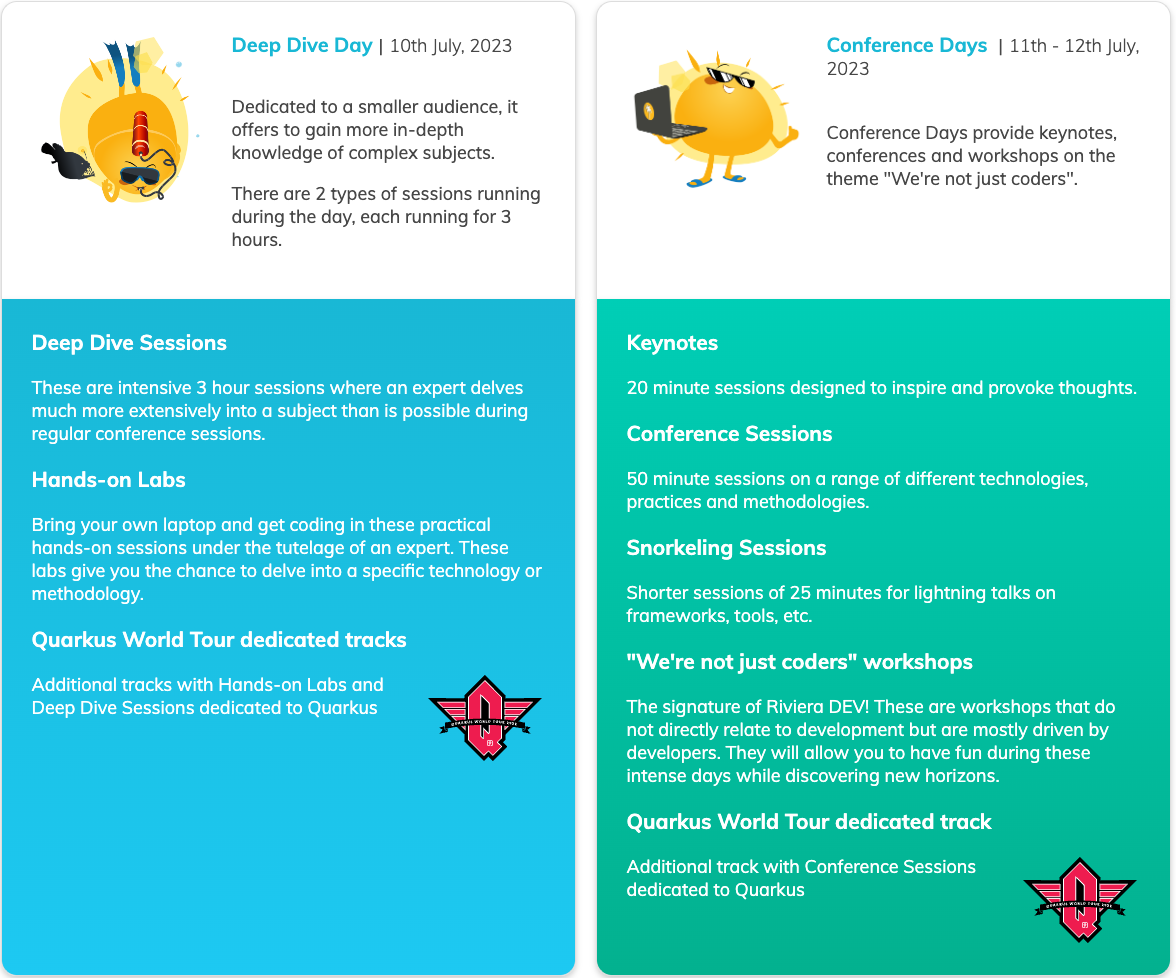 Deep Dive Day | 10th July, 2023
Dedicated to a smaller audience, it
offers to gain more in-depth
knowledge of complex subjects.
There are 2 types of sessions running
during the day, each running for 3
hours.
Deep Dive Sessions
These are intensive 3 hour sessions where an expert delves
much more extensively into a subject than is possible during
regular conference sessions.
Hands-on Labs
Bring your own laptop and get coding in these practical
hands-on sessions under the tutelage of an expert. These
labs give you the chance to delve into a specific technology or
methodology.
Quarkus World Tour dedicated tracks
Additional tracks with Hands-on Labs and
Deep Dive Sessions dedicated to Quarkus
QUARKUS WORLD TOUR
Conference Days | 11th - 12th July,
2023
Conference Days provide keynotes,
conferences and workshops on the
theme "We're not just coders".
Keynotes
20 minute sessions designed to inspire and provoke thoughts.
Conference Sessions
50 minute sessions on a range of different technologies,
practices and methodologies.
Snorkeling Sessions
Shorter sessions of 25 minutes for lightning talks on
frameworks, tools, etc.
"We're not just coders" workshops
The signature of Riviera DEV! These are workshops that do
not directly relate to development but are mostly driven by
developers. They will allow you to have fun during these
intense days while discovering new horizons.
Quarkus World Tour dedicated track
Additional track with Conference Sessions
dedicated to Quarkus
QUARKUS WORLD TOUR